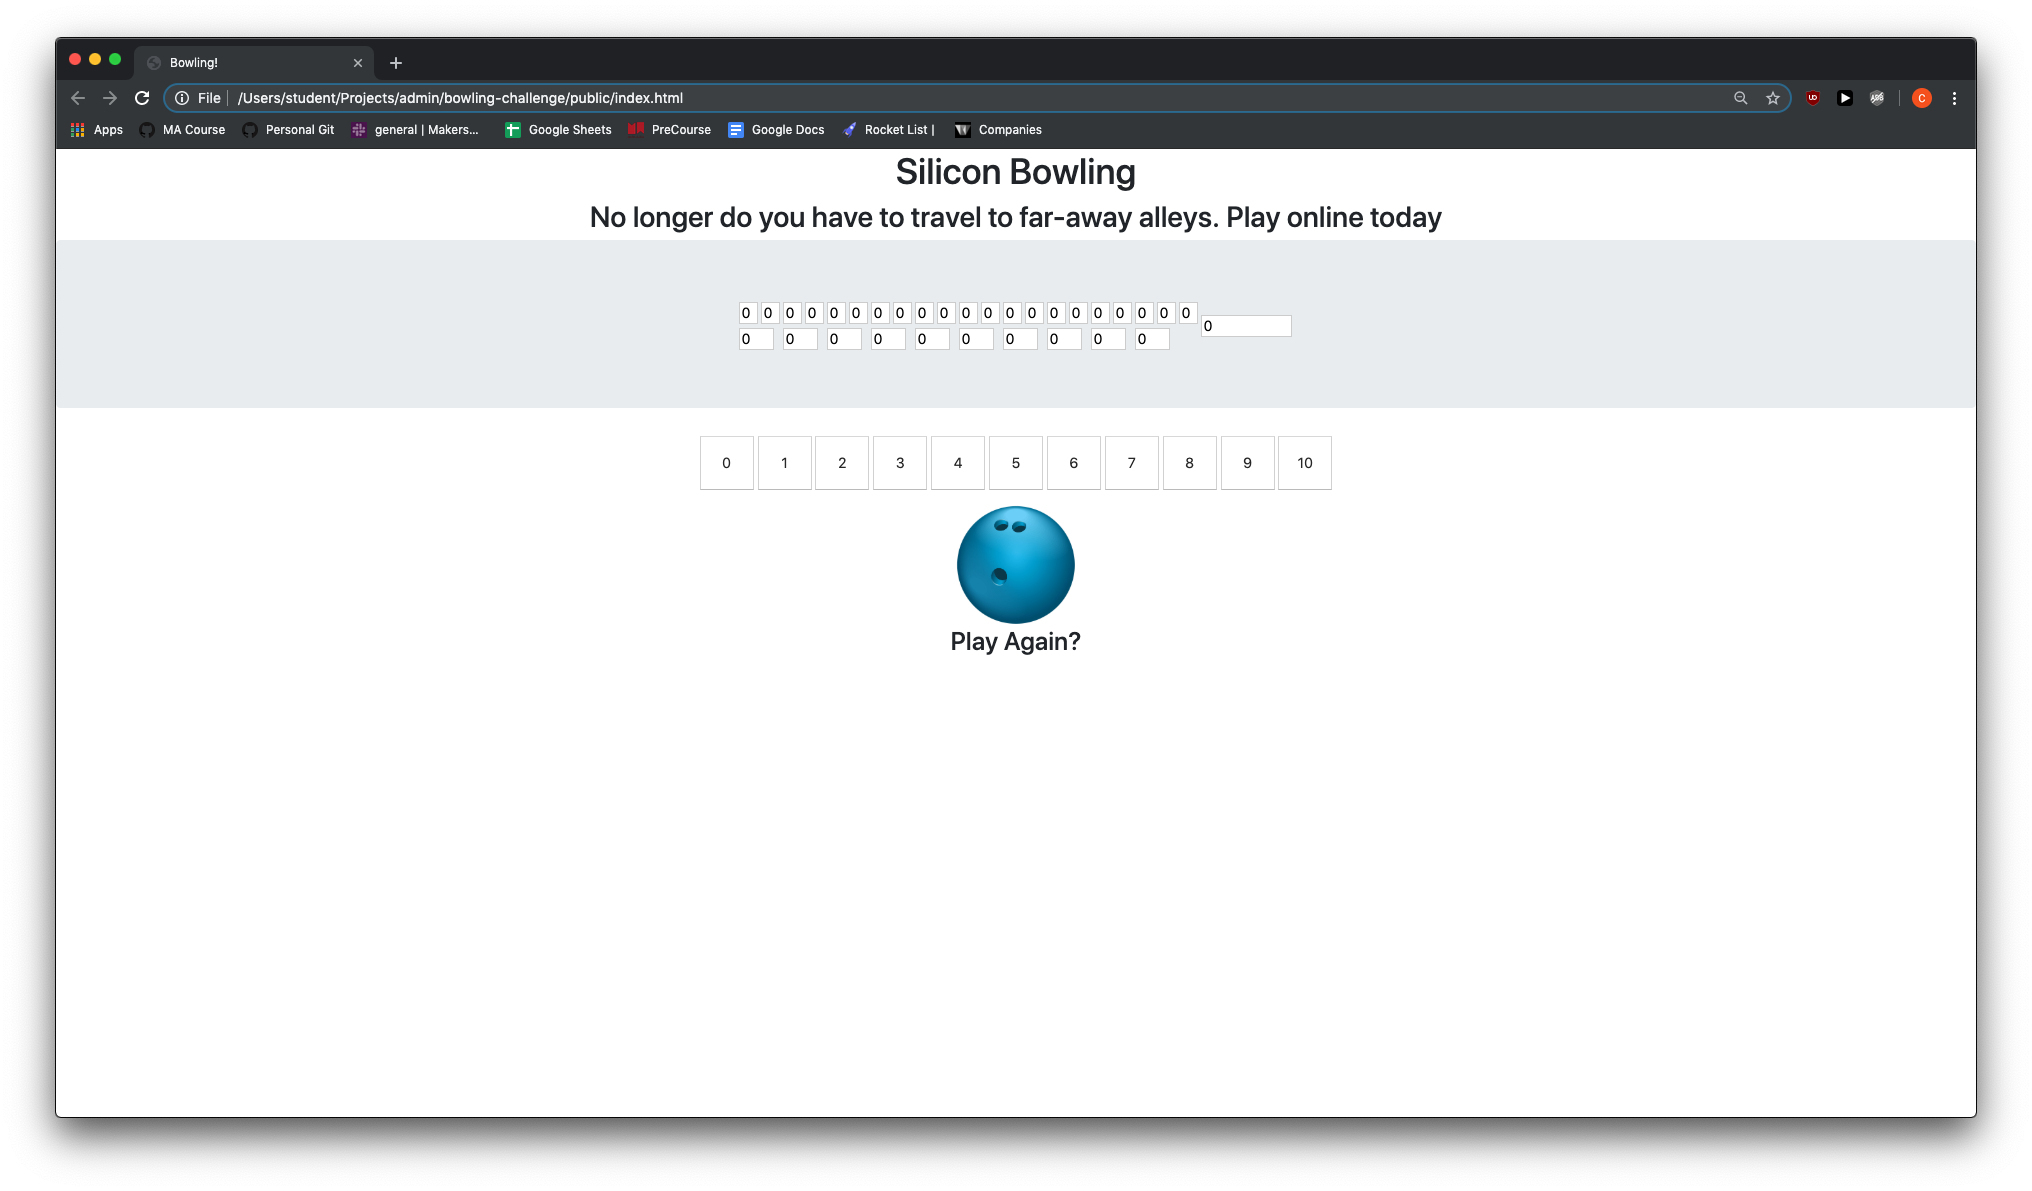 Bowling!
File /Users/student/Projects/admin/bowling-challenge/public/index.html
Apps MA Course Personal Git general | Makers... Google Sheets PreCourse Google Docs Rocket List | Companies
Silicon Bowling
No longer do you have to travel to far-away alleys. Play online today
0 0 0 0 0 0 0 0 0 0 0 0 0 0 0 0 0 0 0 0 0
0
0 0 0 0 0 0 0 0 0 0
0 1 2 3 4 5 6 7 8 9 10
Play Again?